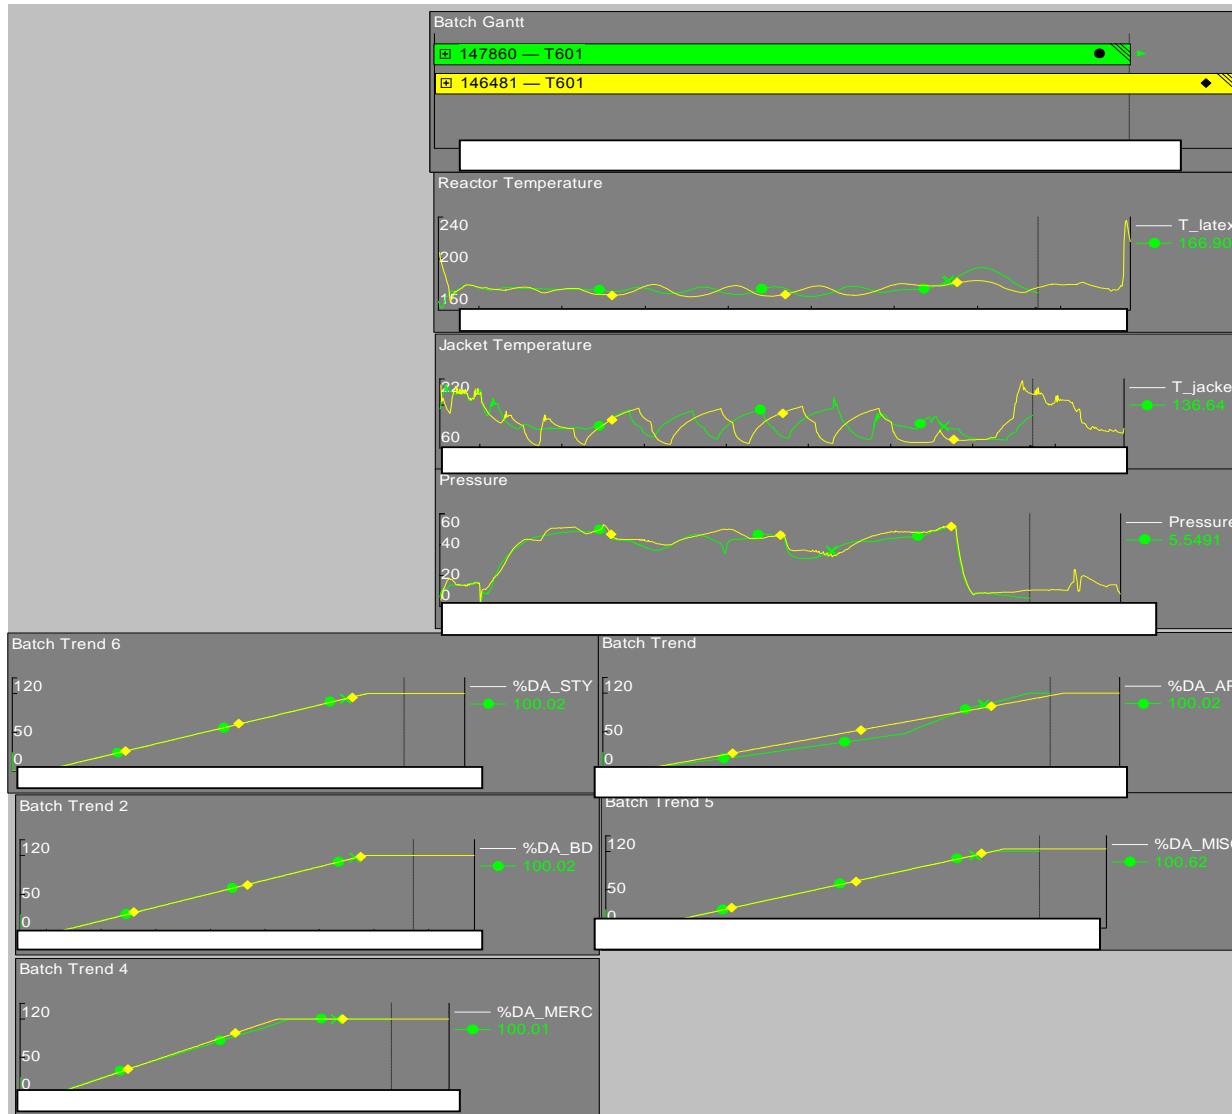 Batch Gantt
147860 — T601
146481 — T601
Reactor Temperature
240
200
160
T_latex
166.90
Jacket Temperature
220
60
T_jacke
136.64
Pressure
60
40
20
0
Pressure
5.5491
Batch Trend 6
120
50
0
%DA_STY
100.02
Batch Trend
120
50
0
%DA_AF
100.02
Batch Trend 2
120
50
0
%DA_BD
100.02
Batch Trend 5
120
50
0
%DA_MISC
100.62
Batch Trend 4
120
50
0
%DA_MERC
100.01